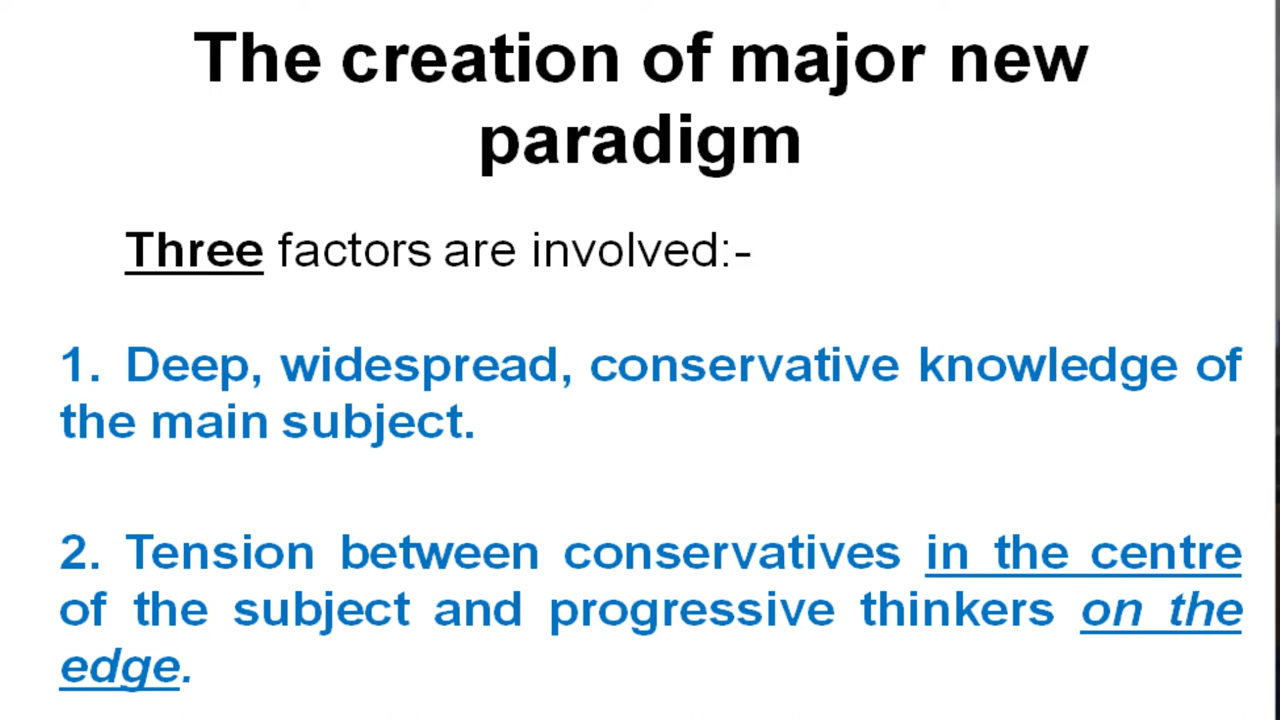 The creation of major new
paradigm
Three factors are involved:-
1. Deep, widespread, conservative knowledge of
the main subject.
2. Tension between conservatives in the centre
of the subject and progressive thinkers on the
edge.